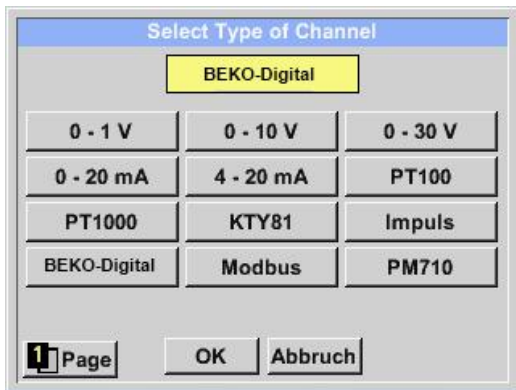 Select Type of Channel
BEKO-Digital
0 - 1 V 0 - 10 V 0 - 30 V
0 - 20 mA 4 - 20 mA PT100
PT1000 KTY81 Impuls
BEKO-Digital Modbus PM710
1 Page OK Abbruch